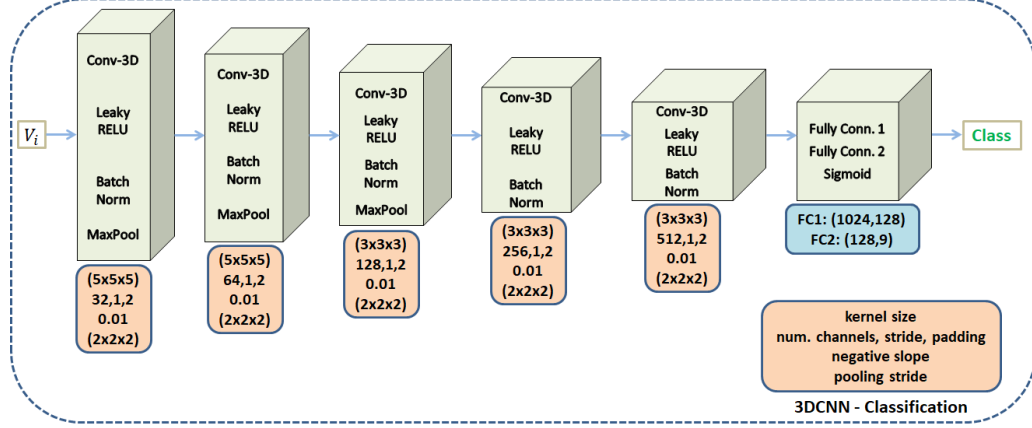 V_i
Conv-3D
Leaky
RELU
Batch
Norm
MaxPool
(5x5x5)
32,1,2
0.01
(2x2x2)
Conv-3D
Leaky
RELU
Batch
Norm
MaxPool
(5x5x5)
64,1,2
0.01
(2x2x2)
Conv-3D
Leaky
RELU
Batch
Norm
MaxPool
(3x3x3)
128,1,2
0.01
(2x2x2)
Conv-3D
Leaky
RELU
Batch
Norm
(3x3x3)
256,1,2
0.01
(2x2x2)
Conv-3D
Leaky
RELU
Batch
Norm
(3x3x3)
512,1,2
0.01
(2x2x2)
Fully Conn. 1
Fully Conn. 2
Sigmoid
FC1: (1024,128)
FC2: (128,9)
Class
kernel size
num. channels, stride, padding
negative slope
pooling stride
3DCNN - Classification